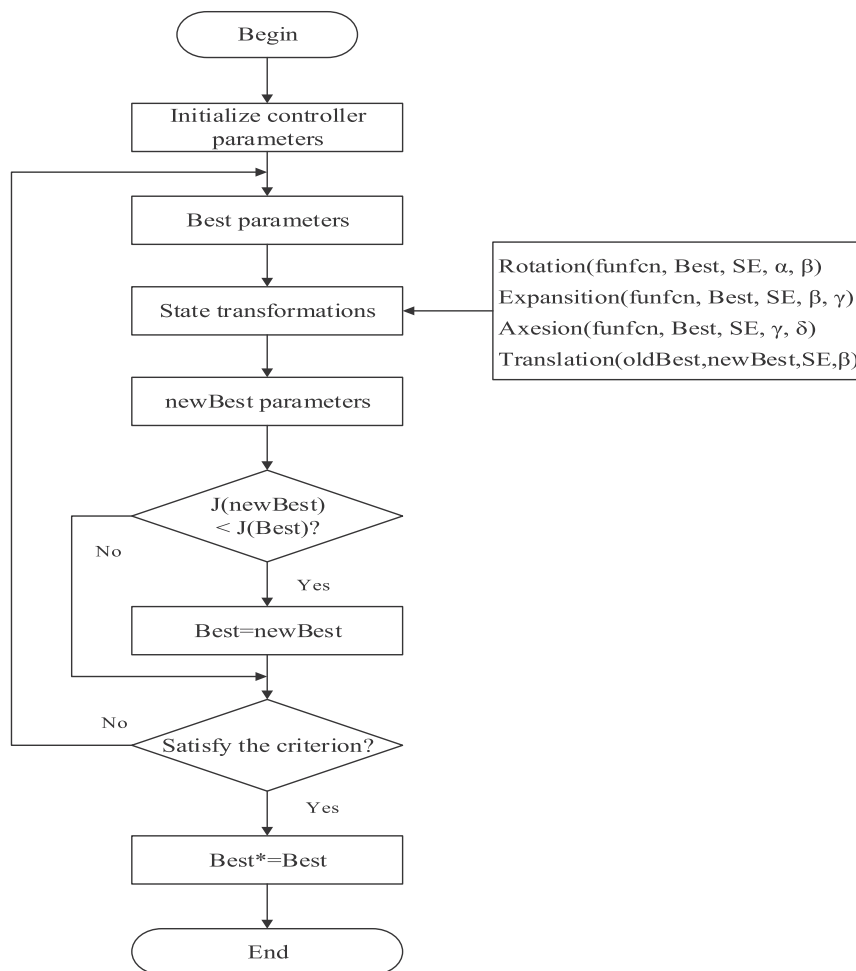 Begin
Initialize controller
parameters
Best parameters
State transformations
Rotation(funfcn, Best, SE, α, β)
Expansition(funfcn, Best, SE, β, γ)
Axesion(funfcn, Best, SE, γ, δ)
Translation(oldBest,newBest,SE,β)
newBest parameters
J(newBest)
< J(Best)?
No
Yes
Best=newBest
No
Satisfy the criterion?
Yes
Best*=Best
End